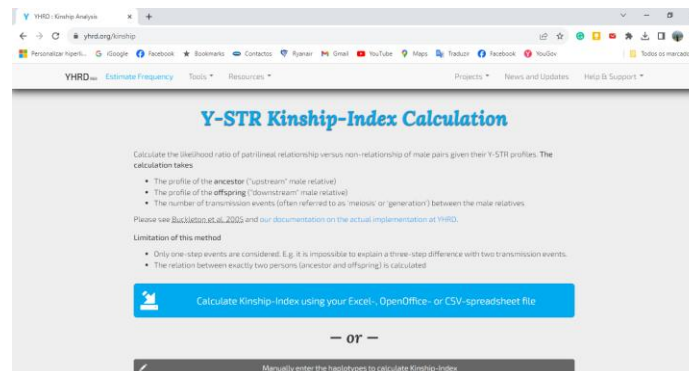 YHRD : Kinship Analysis
yhrd.org/kinship
Personalizar hiperli... iGoogle Facebook Bookmarks Contactos Ryanair Gmail YouTube Maps Traduzir Facebook YouGov Todos os marcado
YHRD Estimate Frequency Tools Resources Projects News and Updates Help & Support
Y-STR Kinship-Index Calculation
Calculate the likelihood ratio of patrilineal relationship versus non-relationship of male pairs given their Y-STR profiles. The
calculation takes
The profile of the ancestor ("upstream" male relative)
The profile of the offspring ("downstream" male relative)
The number of transmission events (often referred to as 'meiosis' or 'generation') between the male relatives
Please see Buckleton et al. 2005 and our documentation on the actual implementation at YHRD.
Limitation of this method
Only one-step events are considered. E.g. it is impossible to explain a three-step difference with two transmission events.
The relation between exactly two persons (ancestor and offspring) is calculated
Calculate Kinship-Index using your Excel-, OpenOffice- or CSV-spreadsheet file
— or —
Manually enter the haplotypes to calculate Kinship-Index